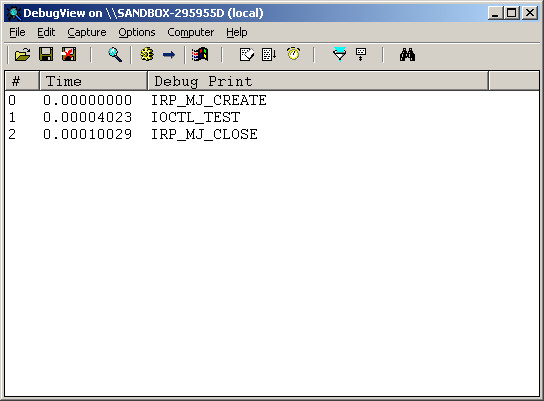 DebugView on \\SANDBOX-295955D (local)
File Edit Capture Options Computer Help
# Time Debug Print
0 0.00000000 IRP_MJ_CREATE
1 0.00004023 IOCTL_TEST
2 0.00010029 IRP_MJ_CLOSE